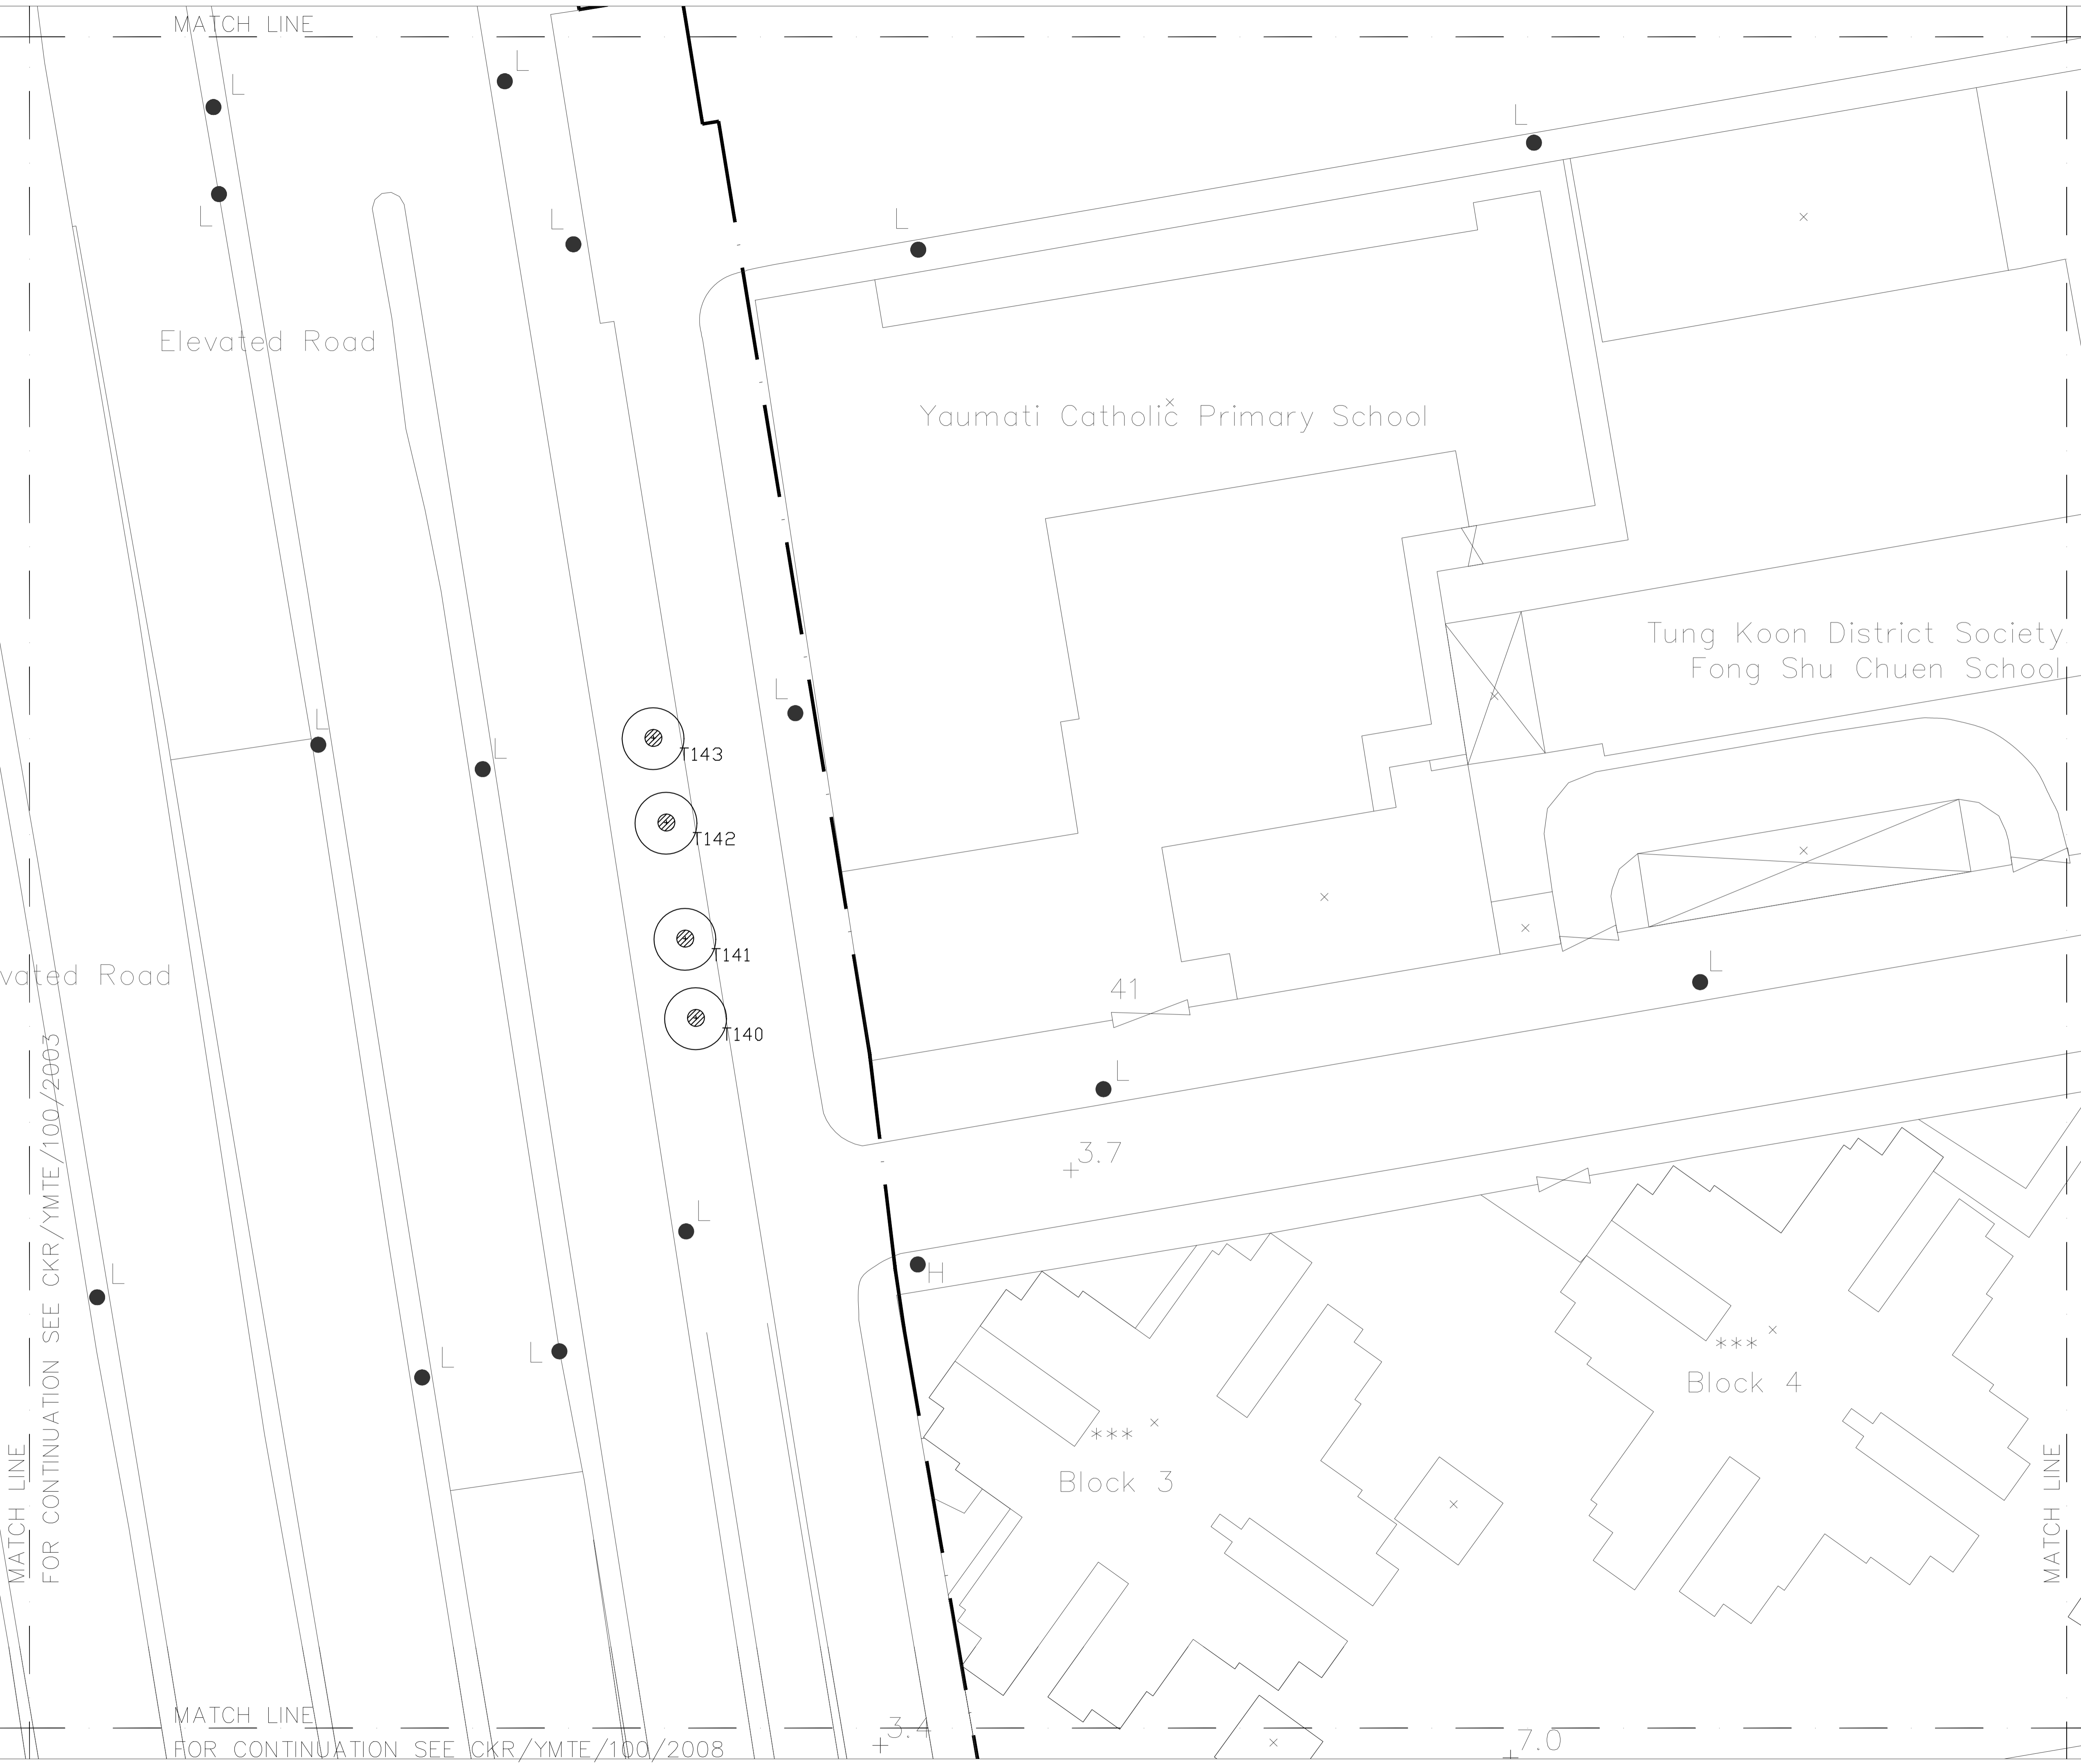 MATCH LINE
L
L
L
L
L
L
L
Elevated Road
Yaumati Catholic Primary School
Tung Koon District Society
Fong Shu Chuen School
L
L
L
T143
T142
T141
T140
vated Road
41
L
L
3.7
L
H
L
L
L
***
Block 4
***
Block 3
MATCH LINE
FOR CONTINUATION SEE CKR/YMTE/100/2003
MATCH LINE
MATCH LINE
FOR CONTINUATION SEE CKR/YMTE/100/2008
3.4
7.0